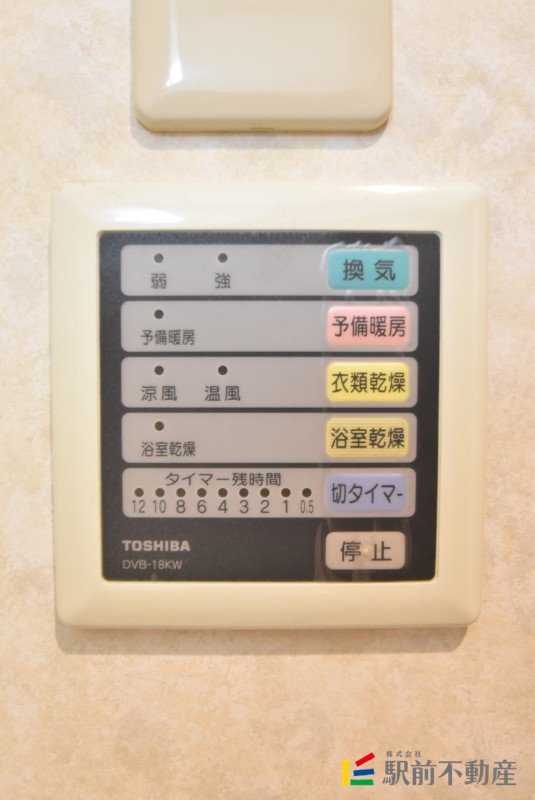 弱 強 換気
予備暖房 予備暖房
涼風 温風 衣類乾燥
浴室乾燥 浴室乾燥
タイマー残時間 切タイマー
12 10 8 6 4 3 2 1 0.5
TOSHIBA
DVB-18KW
停止
株式会社
駅前不動産